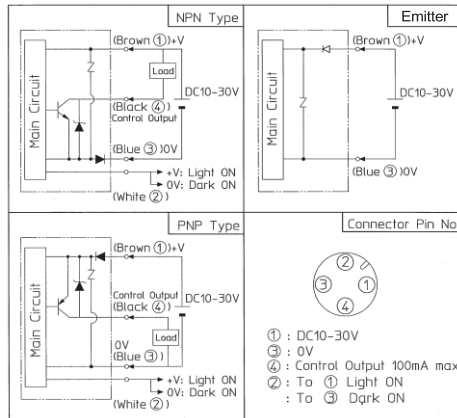 NPN Type
(Brown ①)+V
Load
Main Circuit
DC10-30V
(Black ④)
Control Output
(Blue ③)0V
+V: Light ON
0V: Dark ON
(White ②)
Emitter
(Brown ①)+V
Main Circuit
DC10-30V
(Blue ③)0V
PNP Type
(Brown ①)+V
Main Circuit
Control Output
(Black ④)
DC10-30V
Load
0V
(Blue ③)
+V: Light ON
0V: Dark ON
(White ②)
Connector Pin No
②
③ ①
④
① : DC10-30V
③ : 0V
④ : Control Output 100mA max
② : To ① Light ON
: To ③ Dark ON